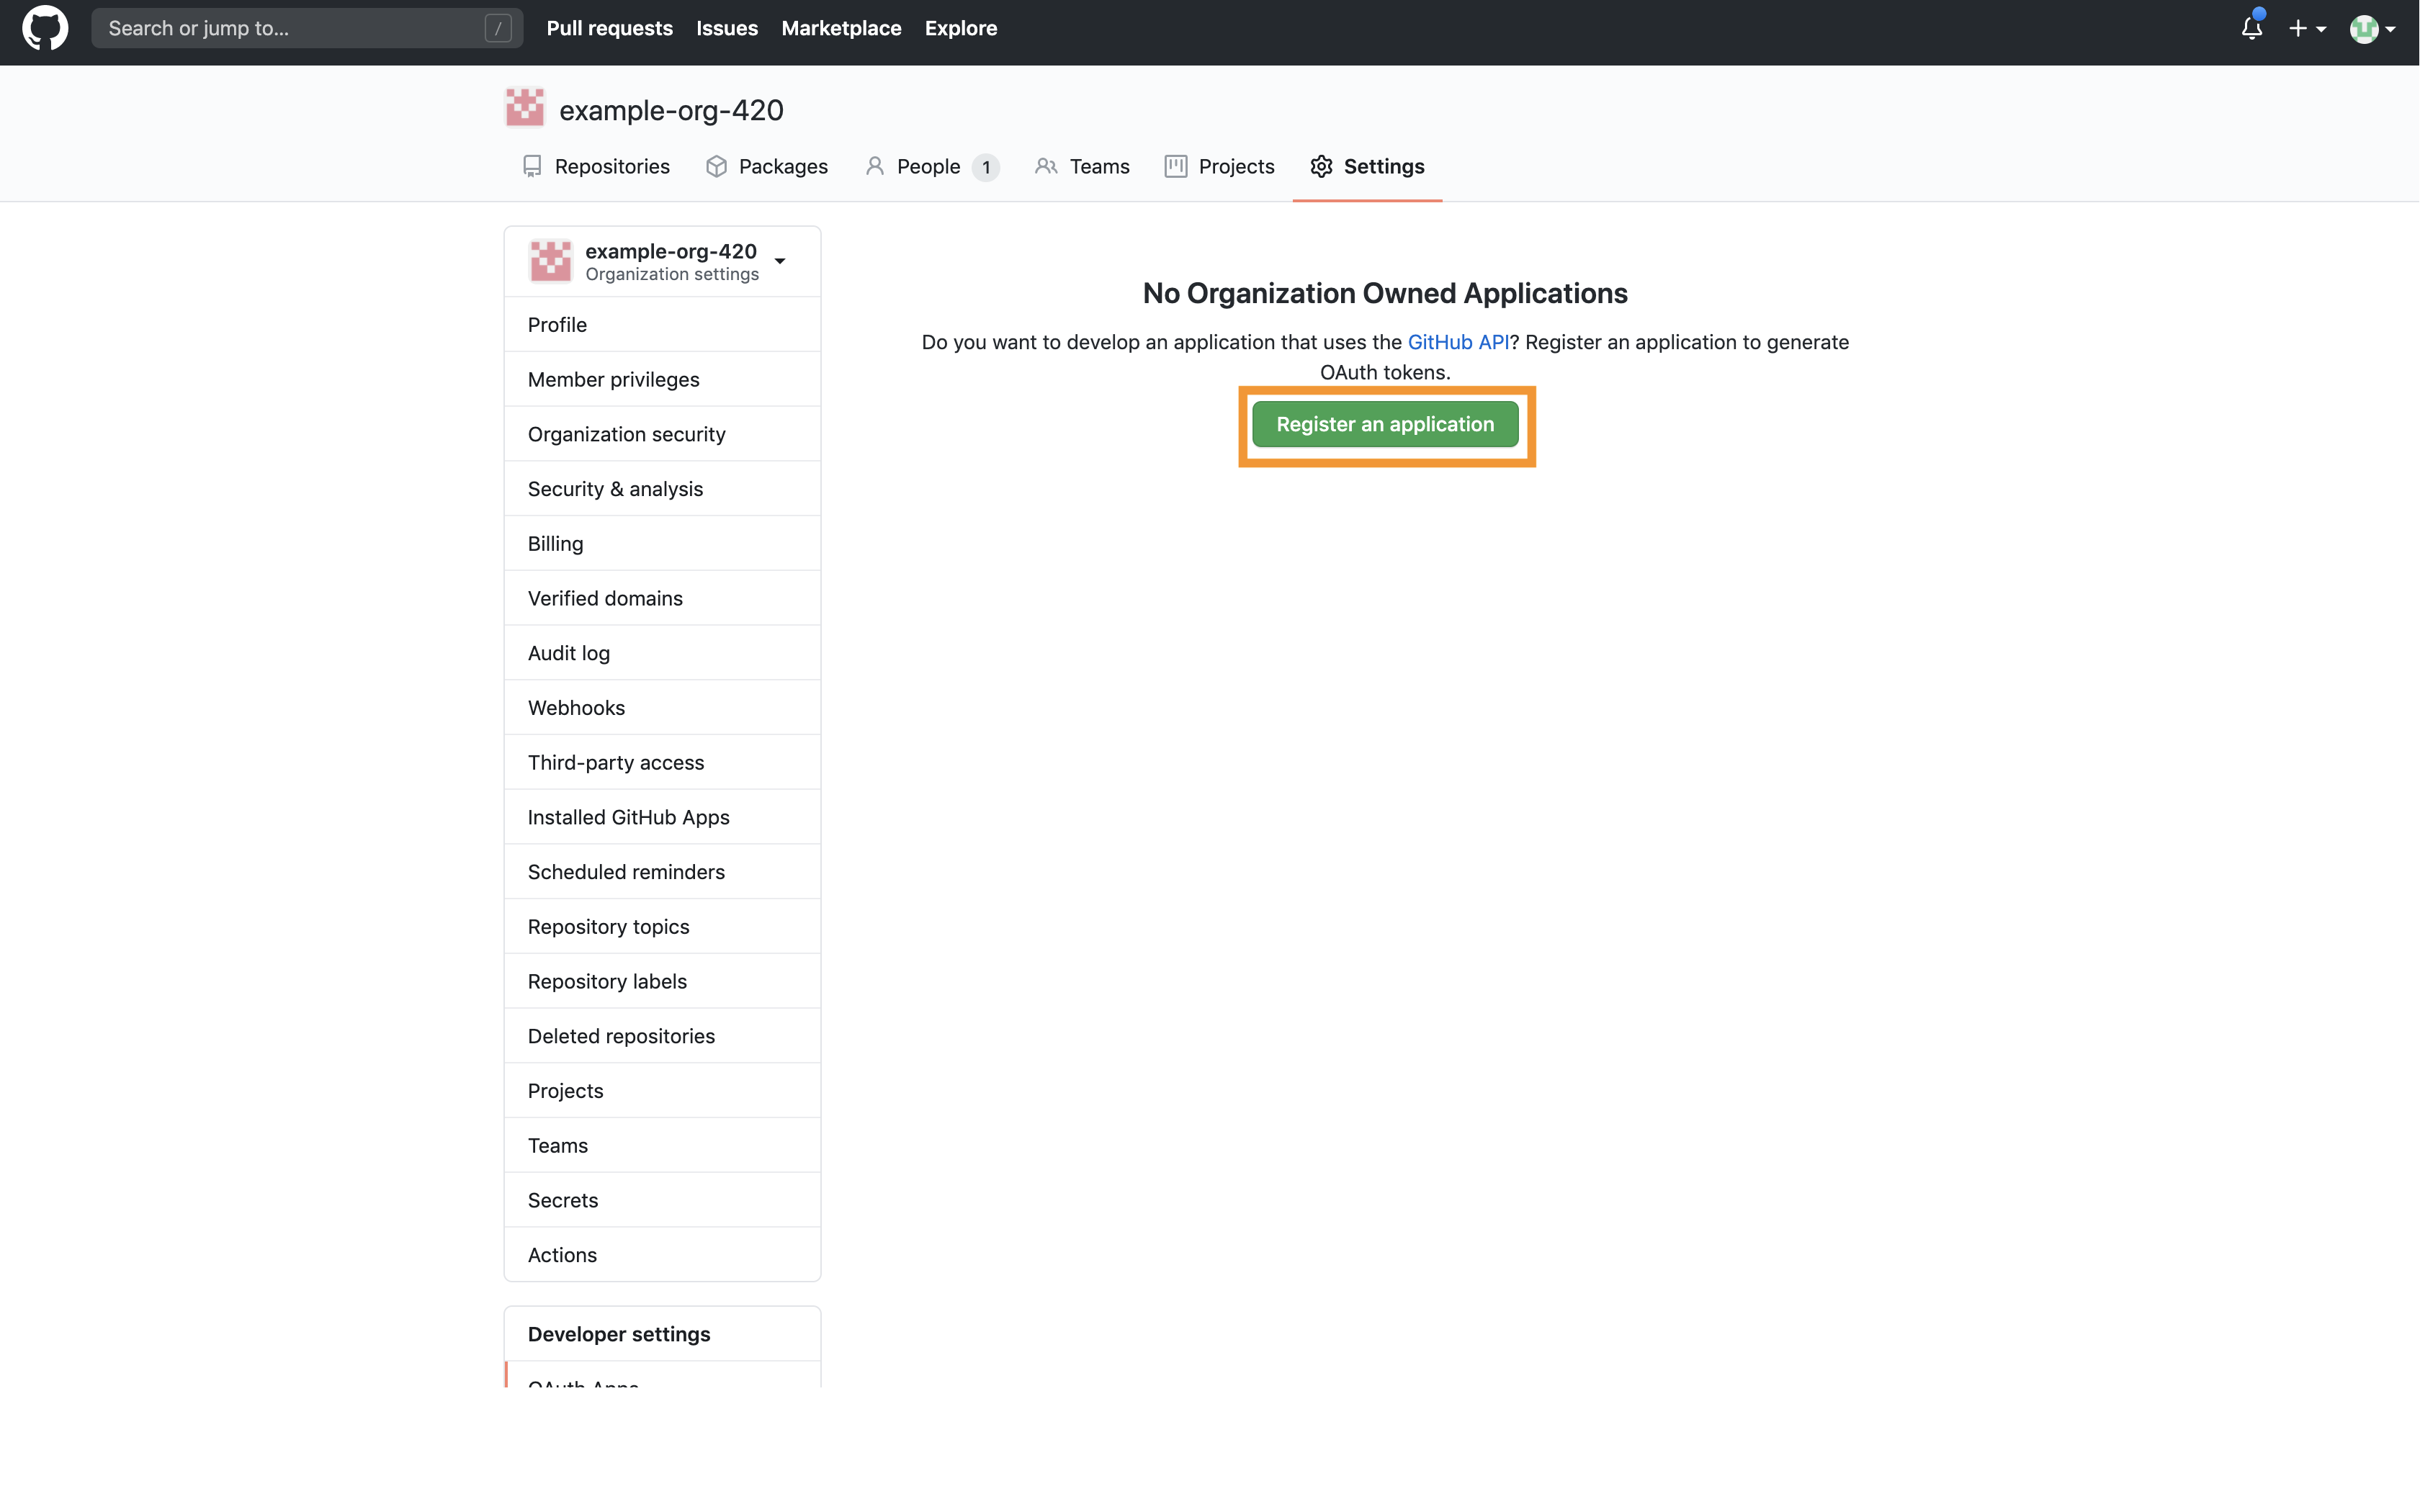 Search or jump to... /
Pull requests Issues Marketplace Explore
example-org-420
Repositories Packages People 1 Teams Projects Settings
example-org-420
Organization settings
Profile
Member privileges
Organization security
Security & analysis
Billing
Verified domains
Audit log
Webhooks
Third-party access
Installed GitHub Apps
Scheduled reminders
Repository topics
Repository labels
Deleted repositories
Projects
Teams
Secrets
Actions
Developer settings
OAuth Apps
No Organization Owned Applications
Do you want to develop an application that uses the GitHub API? Register an application to generate
OAuth tokens.
Register an application